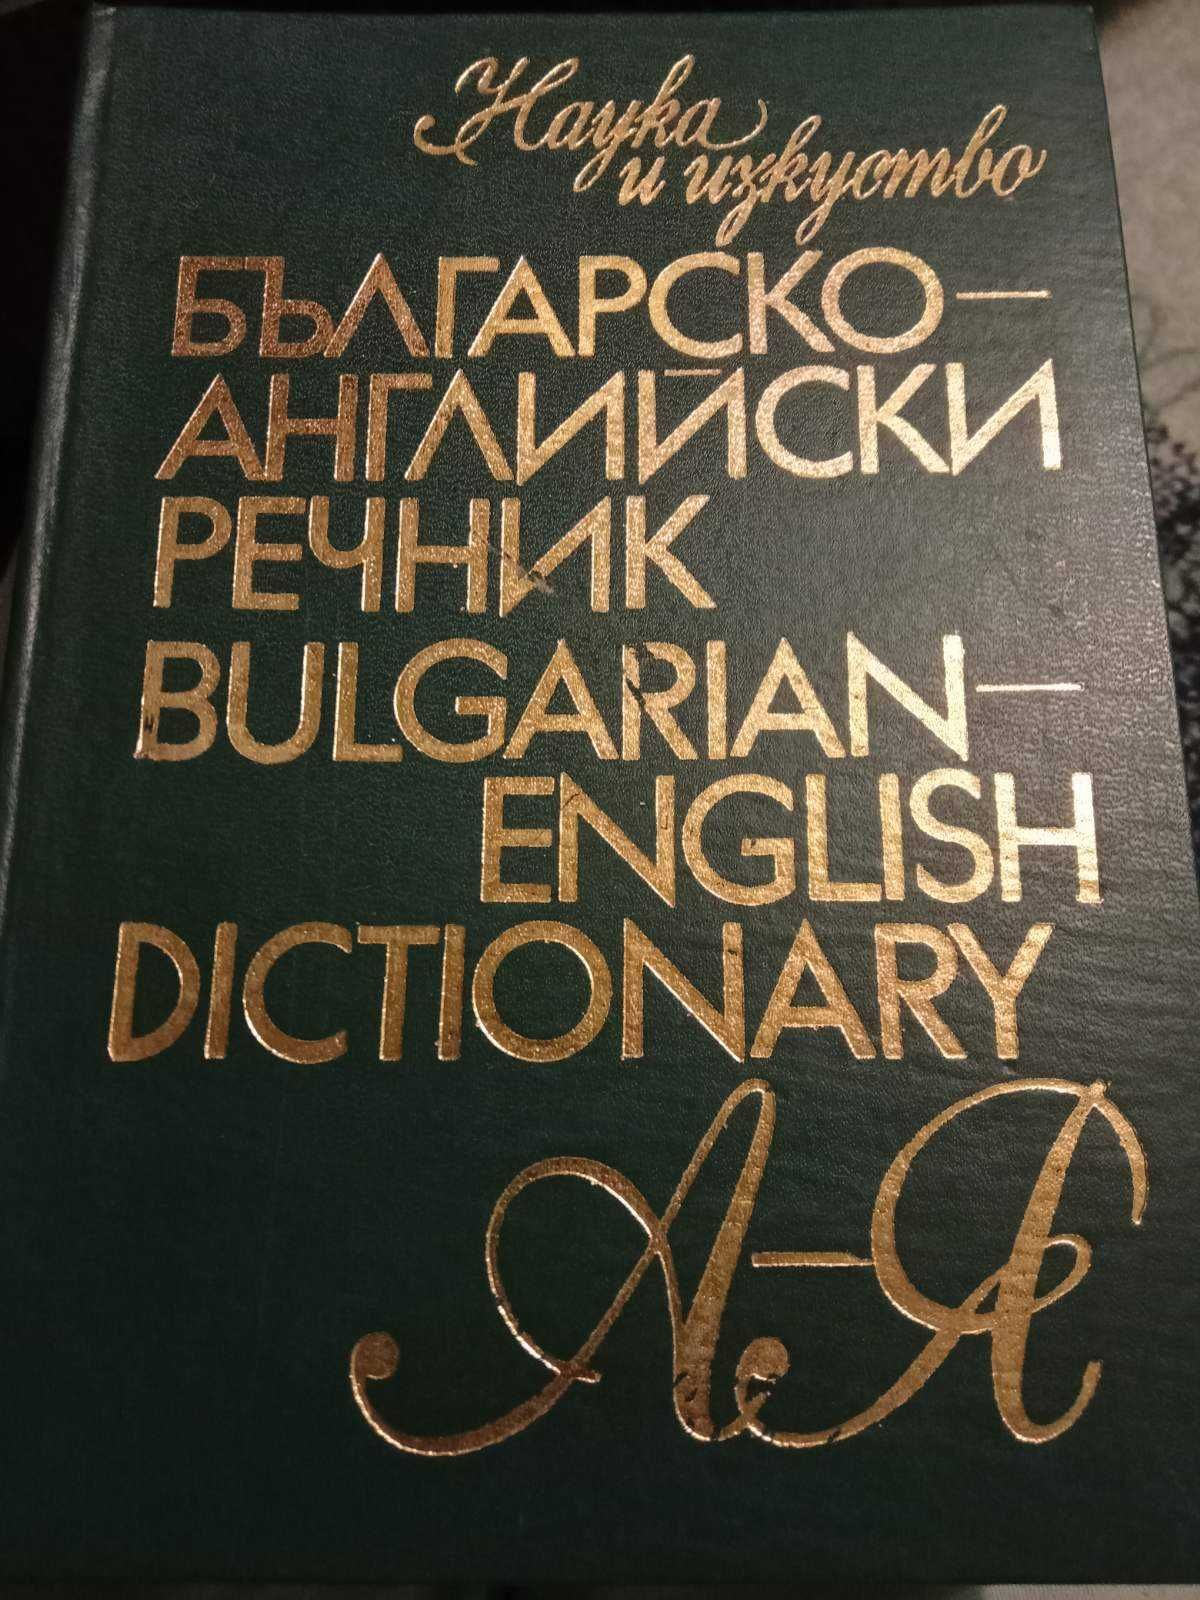 Наука
и изкуство
БЪЛГАРСКО–
АНГЛИЙСКИ
РЕЧНИК
BULGARIAN–
ENGLISH
DICTIONARY
А–Я